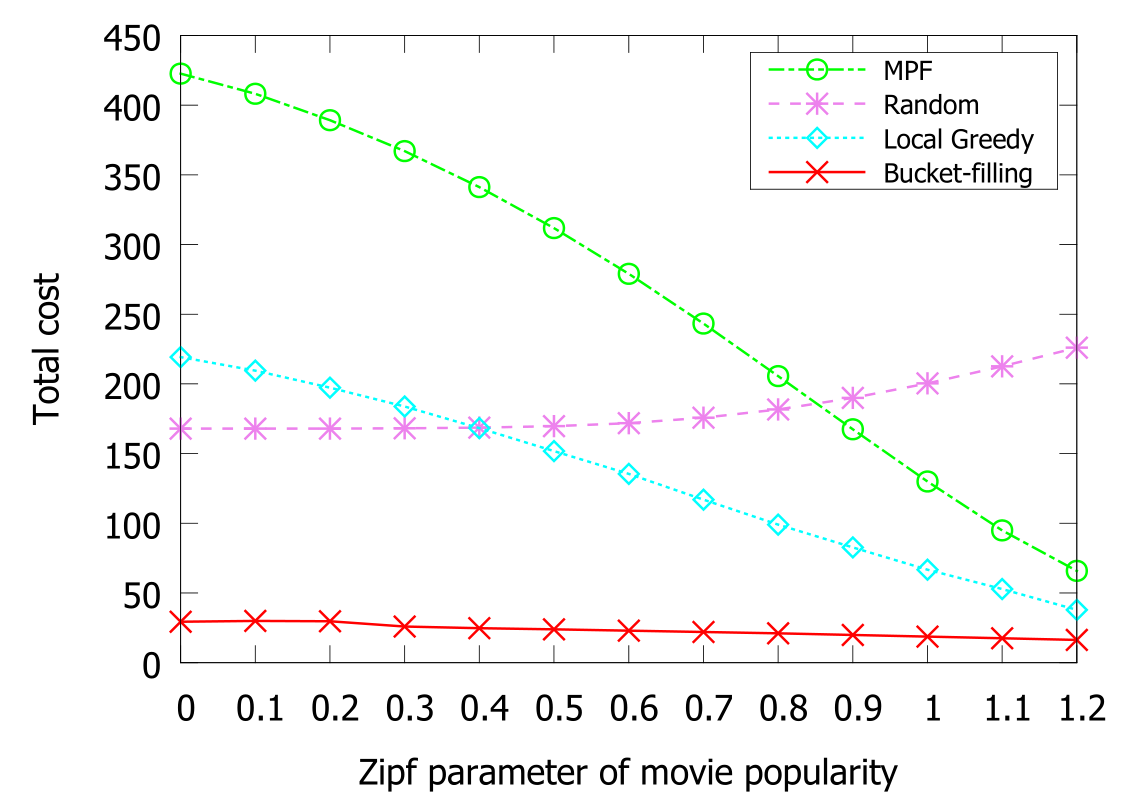 450
400
350
300
250
200
150
100
50
0
Total cost
MPF
Random
Local Greedy
Bucket-filling
0 0.1 0.2 0.3 0.4 0.5 0.6 0.7 0.8 0.9 1 1.1 1.2
Zipf parameter of movie popularity